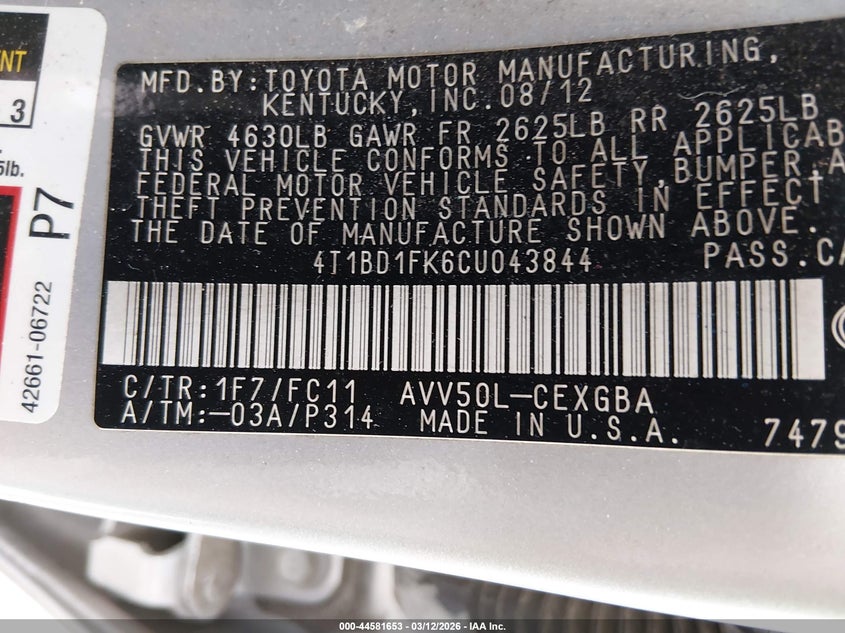 ENT
3
5lb.
P7
42661-06722
MFD.BY:TOYOTA MOTOR MANUFACTURING,
KENTUCKY,INC.08/12
GVWR 4630LB GAWR FR 2625LB RR 2625LB
THIS VEHICLE CONFORMS TO ALL APPLICAB
FEDERAL MOTOR VEHICLE SAFETY,BUMPER,A
THEFT PREVENTION STANDARDS IN EFFECT
THE DATE OF MANUFACTURE SHOWN ABOVE.
4T1BD1FK6CU043844 PASS.CA
C/TR:1F7/FC11 AVV50L-CEXGBA
A/TM:-03A/P314 MADE IN U.S.A. 7479
000-44581653 | 03/12/2026 - IAA Inc.